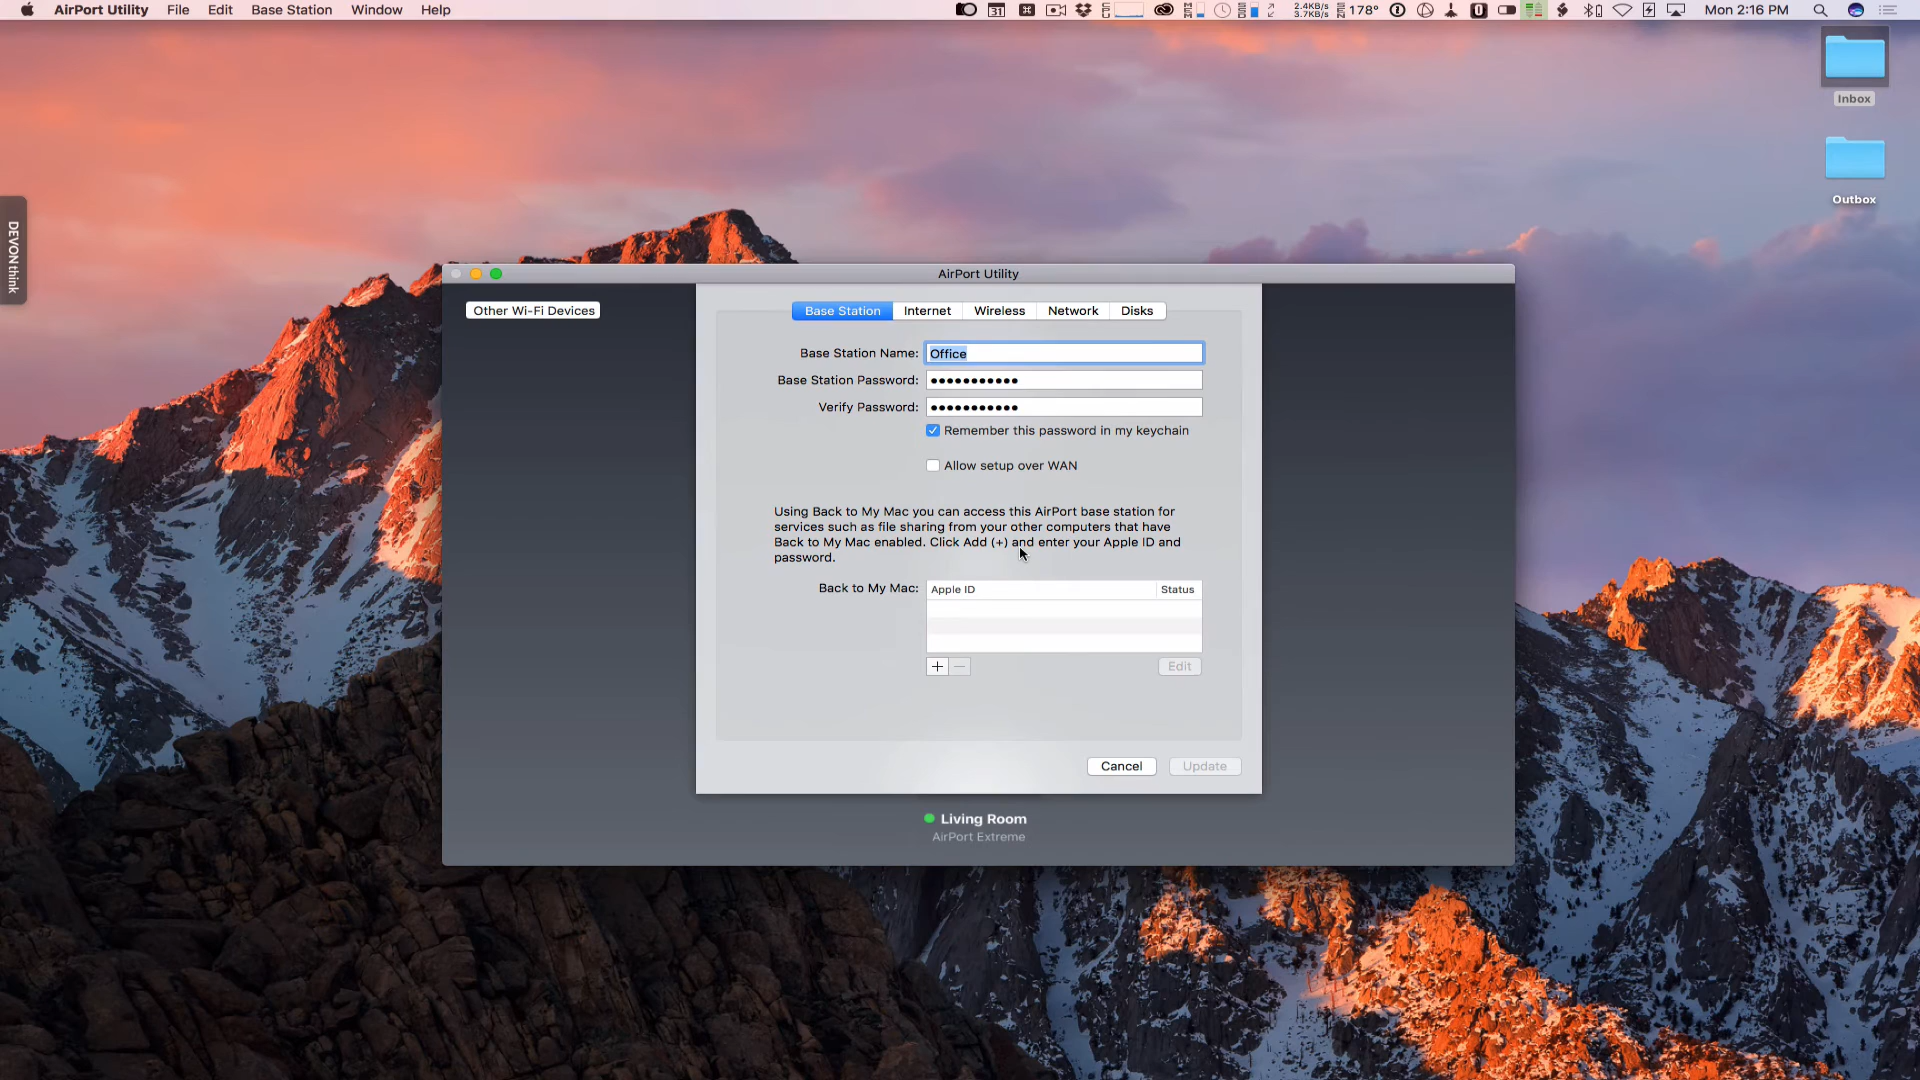 AirPort Utility File Edit Base Station Window Help
2.4KB/s
3.7KB/s
178°
Mon 2:16 PM
31
Inbox
Outbox
DEVONthink
AirPort Utility
Other Wi-Fi Devices
Base Station Internet Wireless Network Disks
Base Station Name: Office
Base Station Password: ●●●●●●●●●●●
Verify Password: ●●●●●●●●●●●
Remember this password in my keychain
Allow setup over WAN
Using Back to My Mac you can access this AirPort base station for
services such as file sharing from your other computers that have
Back to My Mac enabled. Click Add (+) and enter your Apple ID and
password.
Back to My Mac: Apple ID Status
+ − Edit
Cancel Update
Living Room
AirPort Extreme